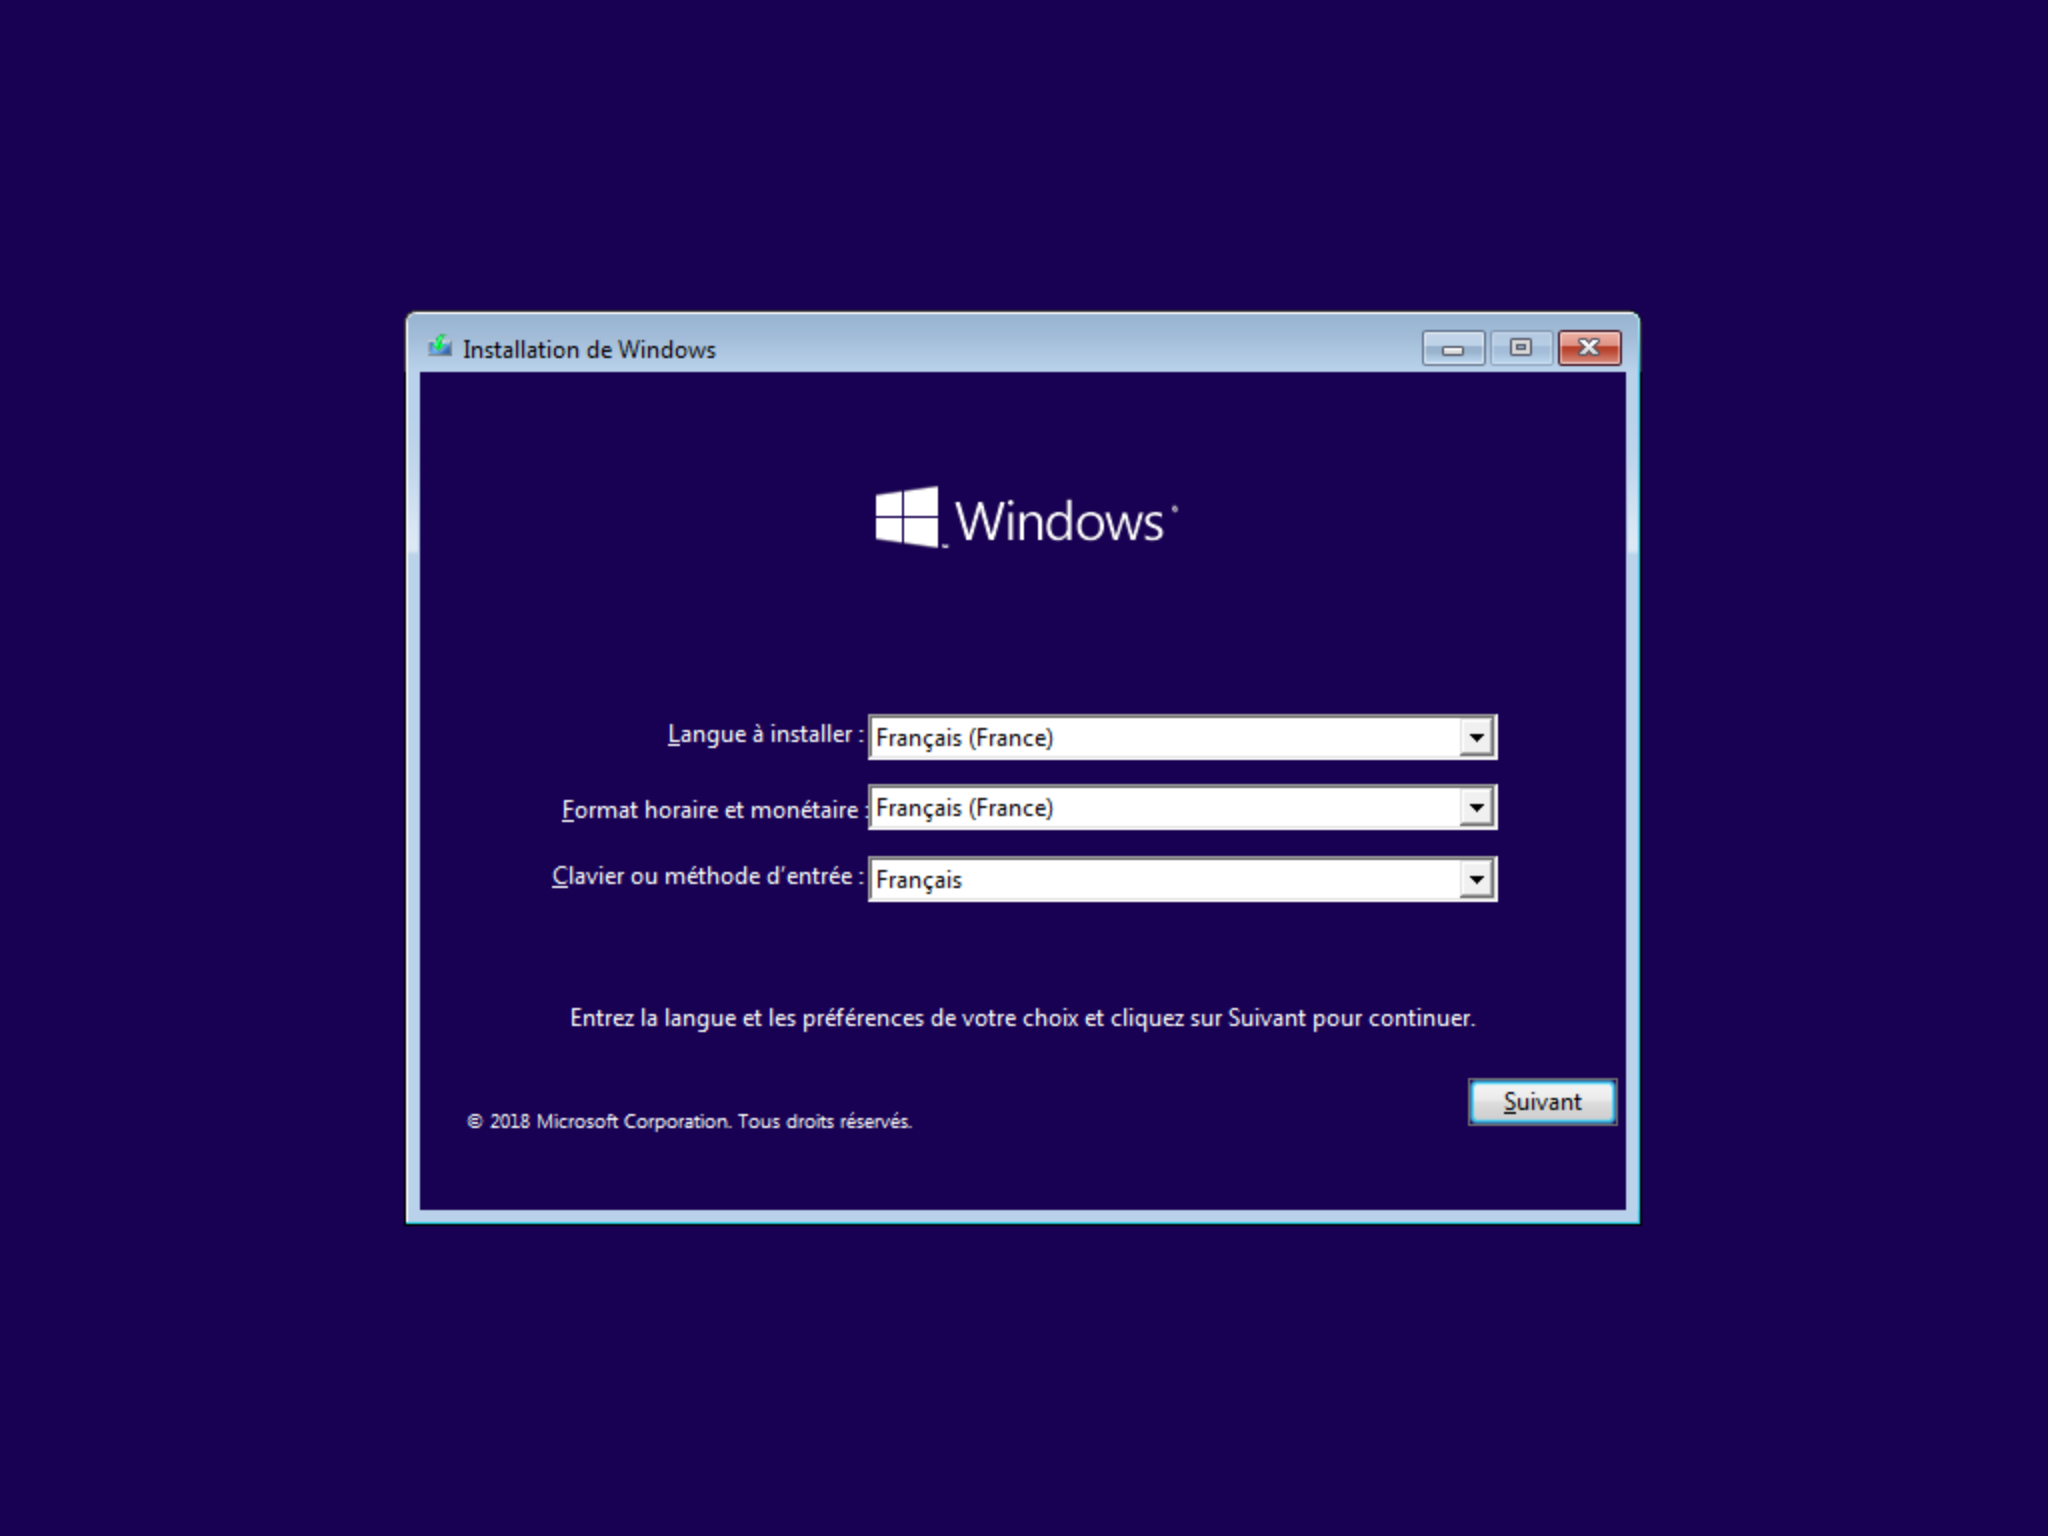 Installation de Windows
Windows
Langue à installer : Français (France)
Format horaire et monétaire : Français (France)
Clavier ou méthode d'entrée : Français
Entrez la langue et les préférences de votre choix et cliquez sur Suivant pour continuer.
Suivant
© 2018 Microsoft Corporation. Tous droits réservés.